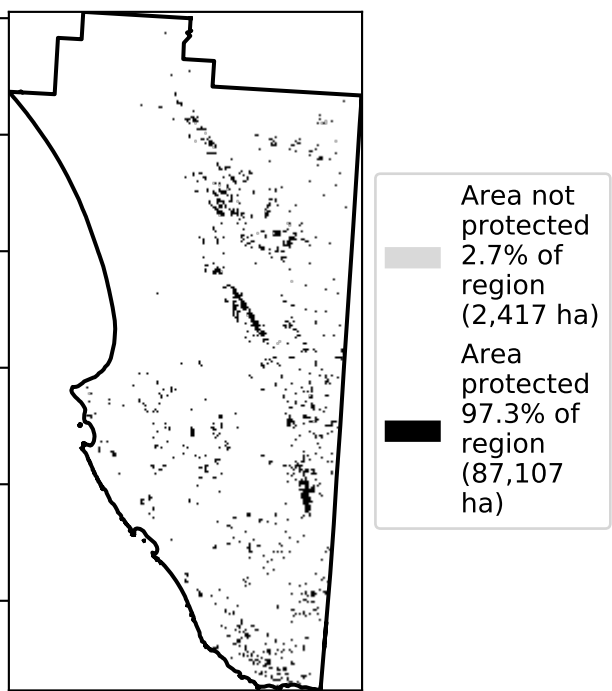 Area not
protected
2.7% of
region
(2,417 ha)
Area
protected
97.3% of
region
(87,107
ha)